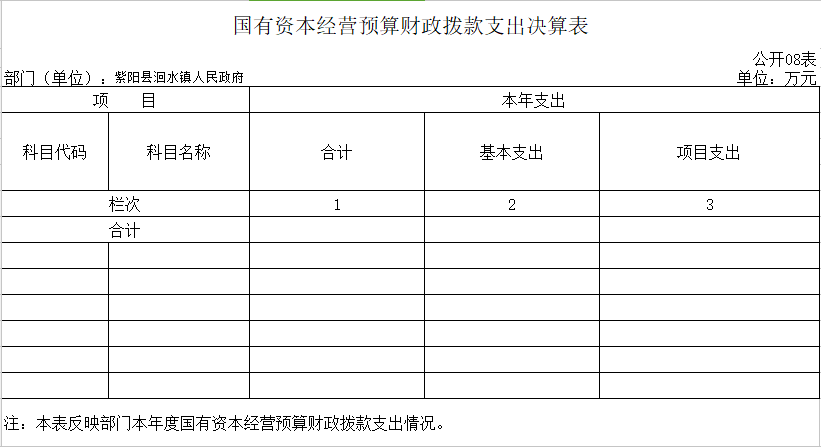 国有资本经营预算财政拨款支出决算表
公开08表
部门（单位）：紫阳县洄水镇人民政府 单位：万元
项 目 本年支出
科目代码 科目名称 合计 基本支出 项目支出
栏次 1 2 3
合计
注：本表反映部门本年度国有资本经营预算财政拨款支出情况。